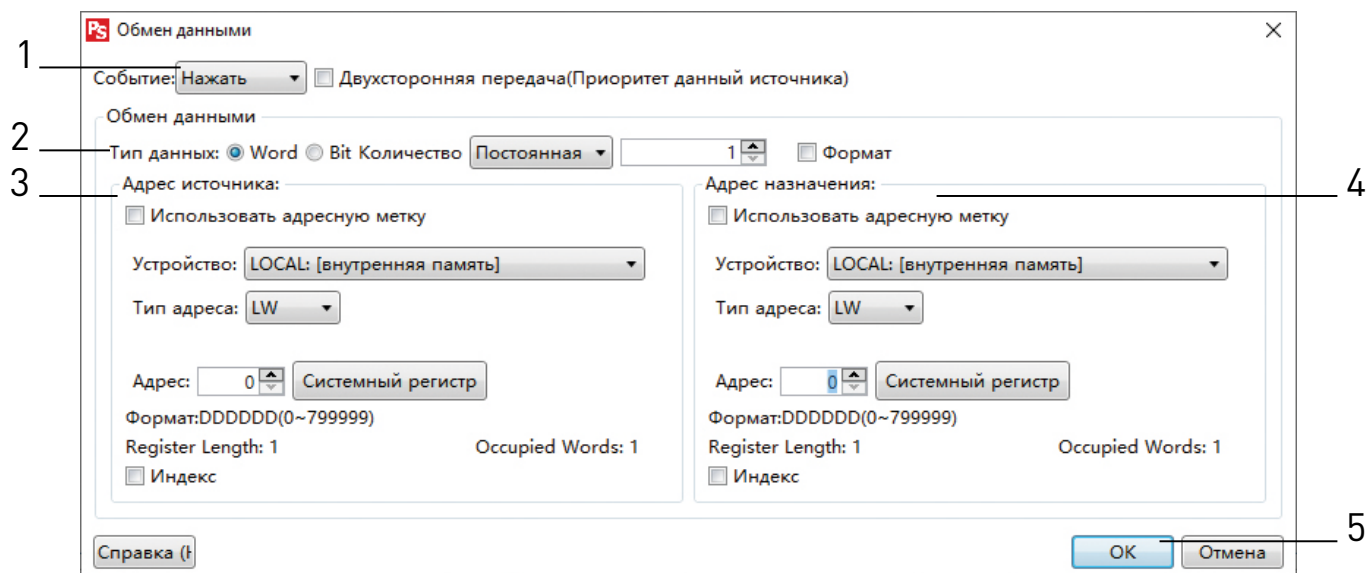 PS Обмен данными
1
Событие: Нажать Двухсторонняя передача(Приоритет данный источника)
Обмен данными
2
Тип данных: Word Bit Количество Постоянная 1 Формат
3
Адрес источника:
Использовать адресную метку
Устройство: LOCAL: [внутренняя память]
Тип адреса: LW
Адрес: 0 Системный регистр
Формат:DDDDDD(0~799999)
Register Length: 1 Occupied Words: 1
Индекс
Адрес назначения:
4
Использовать адресную метку
Устройство: LOCAL: [внутренняя память]
Тип адреса: LW
Адрес: 0 Системный регистр
Формат:DDDDDD(0~799999)
Register Length: 1 Occupied Words: 1
Индекс
5
Справка (H
OK
Отмена